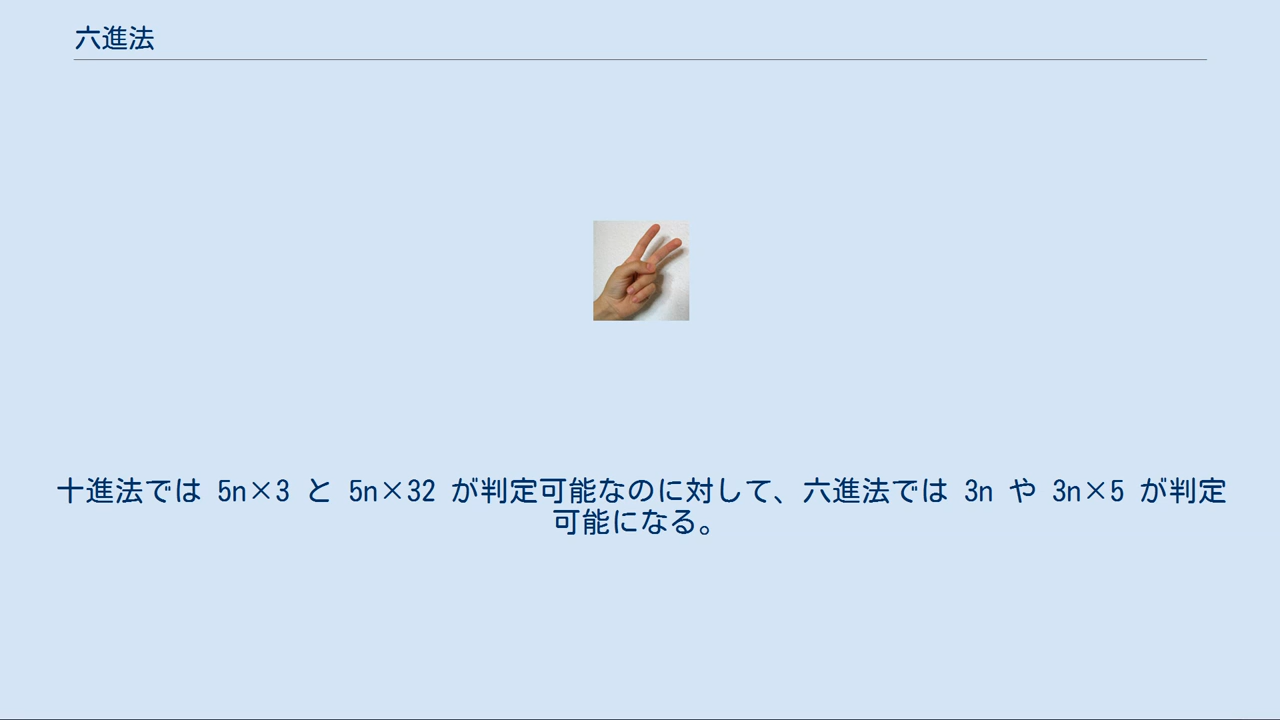 六進法
十進法では 5n×3 と 5n×32 が判定可能なのに対して、六進法では 3n や 3n×5 が判定
可能になる。